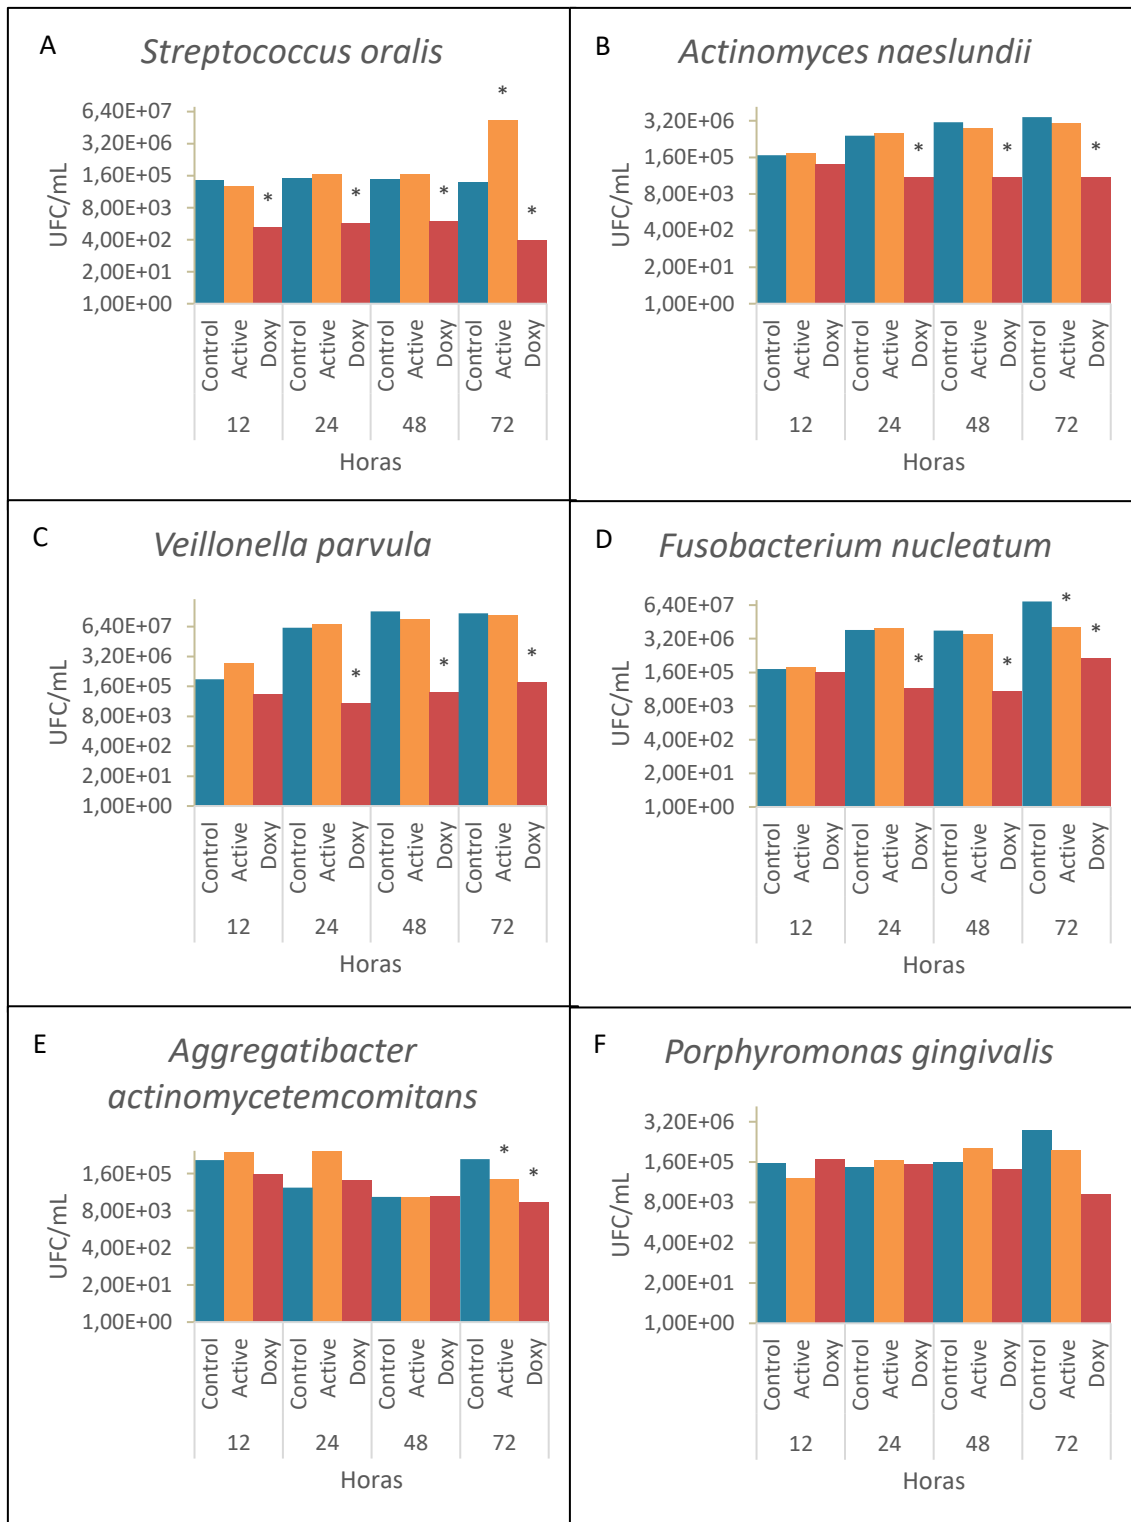 A
Streptococcus oralis
*
6,40E+07
3,20E+06
1,60E+05
8,00E+03
4,00E+02
2,00E+01
1,00E+00
UFC/mL
* * * *
Control Active Doxy Control Active Doxy Control Active Doxy Control Active Doxy
12 24 48 72
Horas
B
Actinomyces naeslundii
3,20E+06
1,60E+05
8,00E+03
4,00E+02
2,00E+01
1,00E+00
UFC/mL
* * *
Control Active Doxy Control Active Doxy Control Active Doxy Control Active Doxy
12 24 48 72
Horas
C
Veillonella parvula
6,40E+07
3,20E+06
1,60E+05
8,00E+03
4,00E+02
2,00E+01
1,00E+00
UFC/mL
* * *
Control Active Doxy Control Active Doxy Control Active Doxy Control Active Doxy
12 24 48 72
Horas
D
Fusobacterium nucleatum
6,40E+07
3,20E+06
1,60E+05
8,00E+03
4,00E+02
2,00E+01
1,00E+00
UFC/mL
* * * *
Control Active Doxy Control Active Doxy Control Active Doxy Control Active Doxy
12 24 48 72
Horas
E
Aggregatibacter
actinomycetemcomitans
1,60E+05
8,00E+03
4,00E+02
2,00E+01
1,00E+00
UFC/mL
* *
Control Active Doxy Control Active Doxy Control Active Doxy Control Active Doxy
12 24 48 72
Horas
F
Porphyromonas gingivalis
3,20E+06
1,60E+05
8,00E+03
4,00E+02
2,00E+01
1,00E+00
UFC/mL
Control Active Doxy Control Active Doxy Control Active Doxy Control Active Doxy
12 24 48 72
Horas